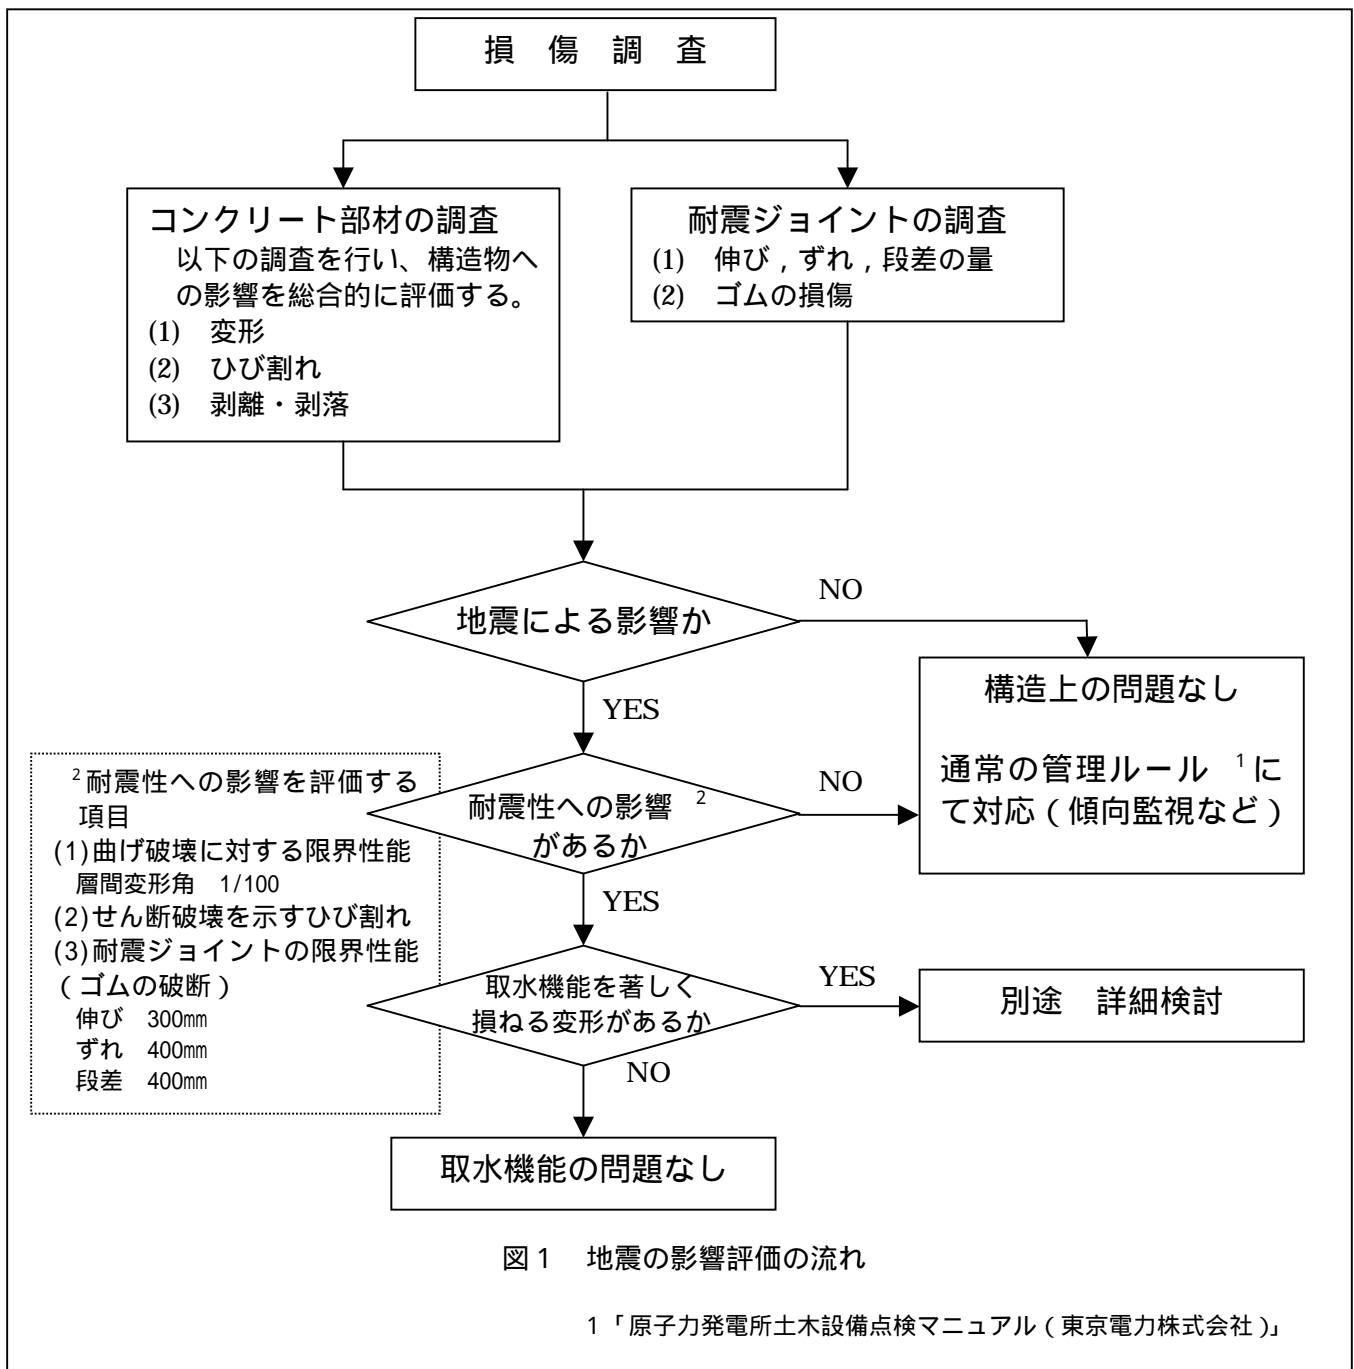 損　傷　調　査
コンクリート部材の調査
以下の調査を行い、構造物へ
の影響を総合的に評価する。
(1)　変形
(2)　ひび割れ
(3)　剥離・剥落
耐震ジョイントの調査
(1)　伸び，ずれ，段差の量
(2)　ゴムの損傷
地震による影響か
NO
YES
構造上の問題なし
通常の管理ルール　1に
て対応（傾向監視など）
耐震性への影響　2
があるか
NO
YES
2耐震性への影響を評価する
項目
(1)曲げ破壊に対する限界性能
層間変形角　1/100
(2)せん断破壊を示すひび割れ
(3)耐震ジョイントの限界性能
（ゴムの破断）
伸び　300㎜
ずれ　400㎜
段差　400㎜
取水機能を著しく
損ねる変形があるか
YES
NO
別途　詳細検討
取水機能の問題なし
図1　地震の影響評価の流れ
1「原子力発電所土木設備点検マニュアル（東京電力株式会社）」